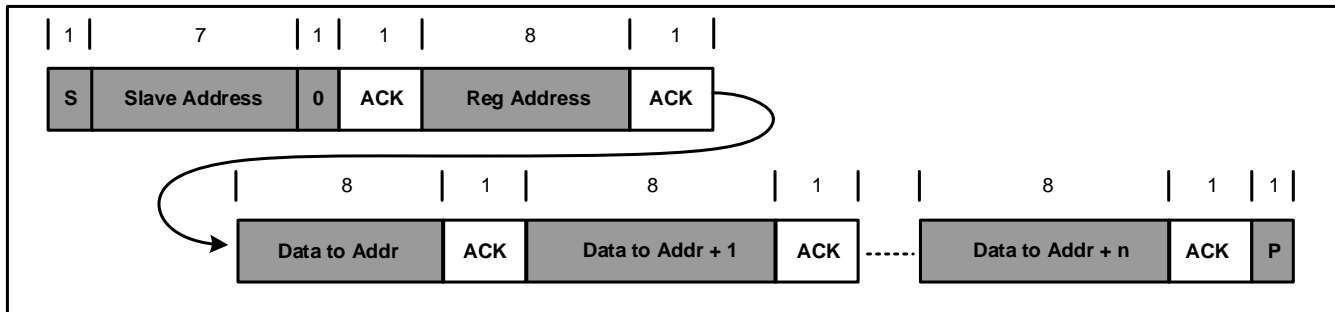 1 7 1 1 8 1
S Slave Address 0 ACK Reg Address ACK
8 1 8 1 8 1 1
Data to Addr ACK Data to Addr + 1 ACK Data to Addr + n ACK P